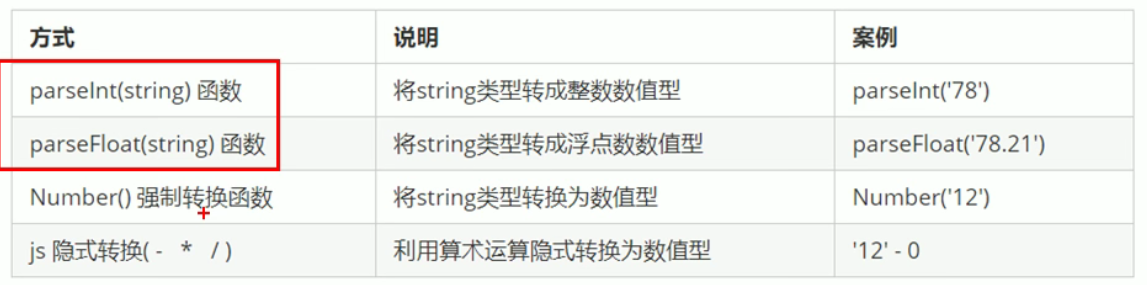 方式 说明 案例
parseInt(string) 函数 将string类型转成整数数值型 parseInt('78')
parseFloat(string) 函数 将string类型转成浮点数数值型 parseFloat('78.21')
Number() 强制转换函数 将string类型转换为数值型 Number('12')
js 隐式转换( - * / ) 利用算术运算隐式转换为数值型 '12' - 0